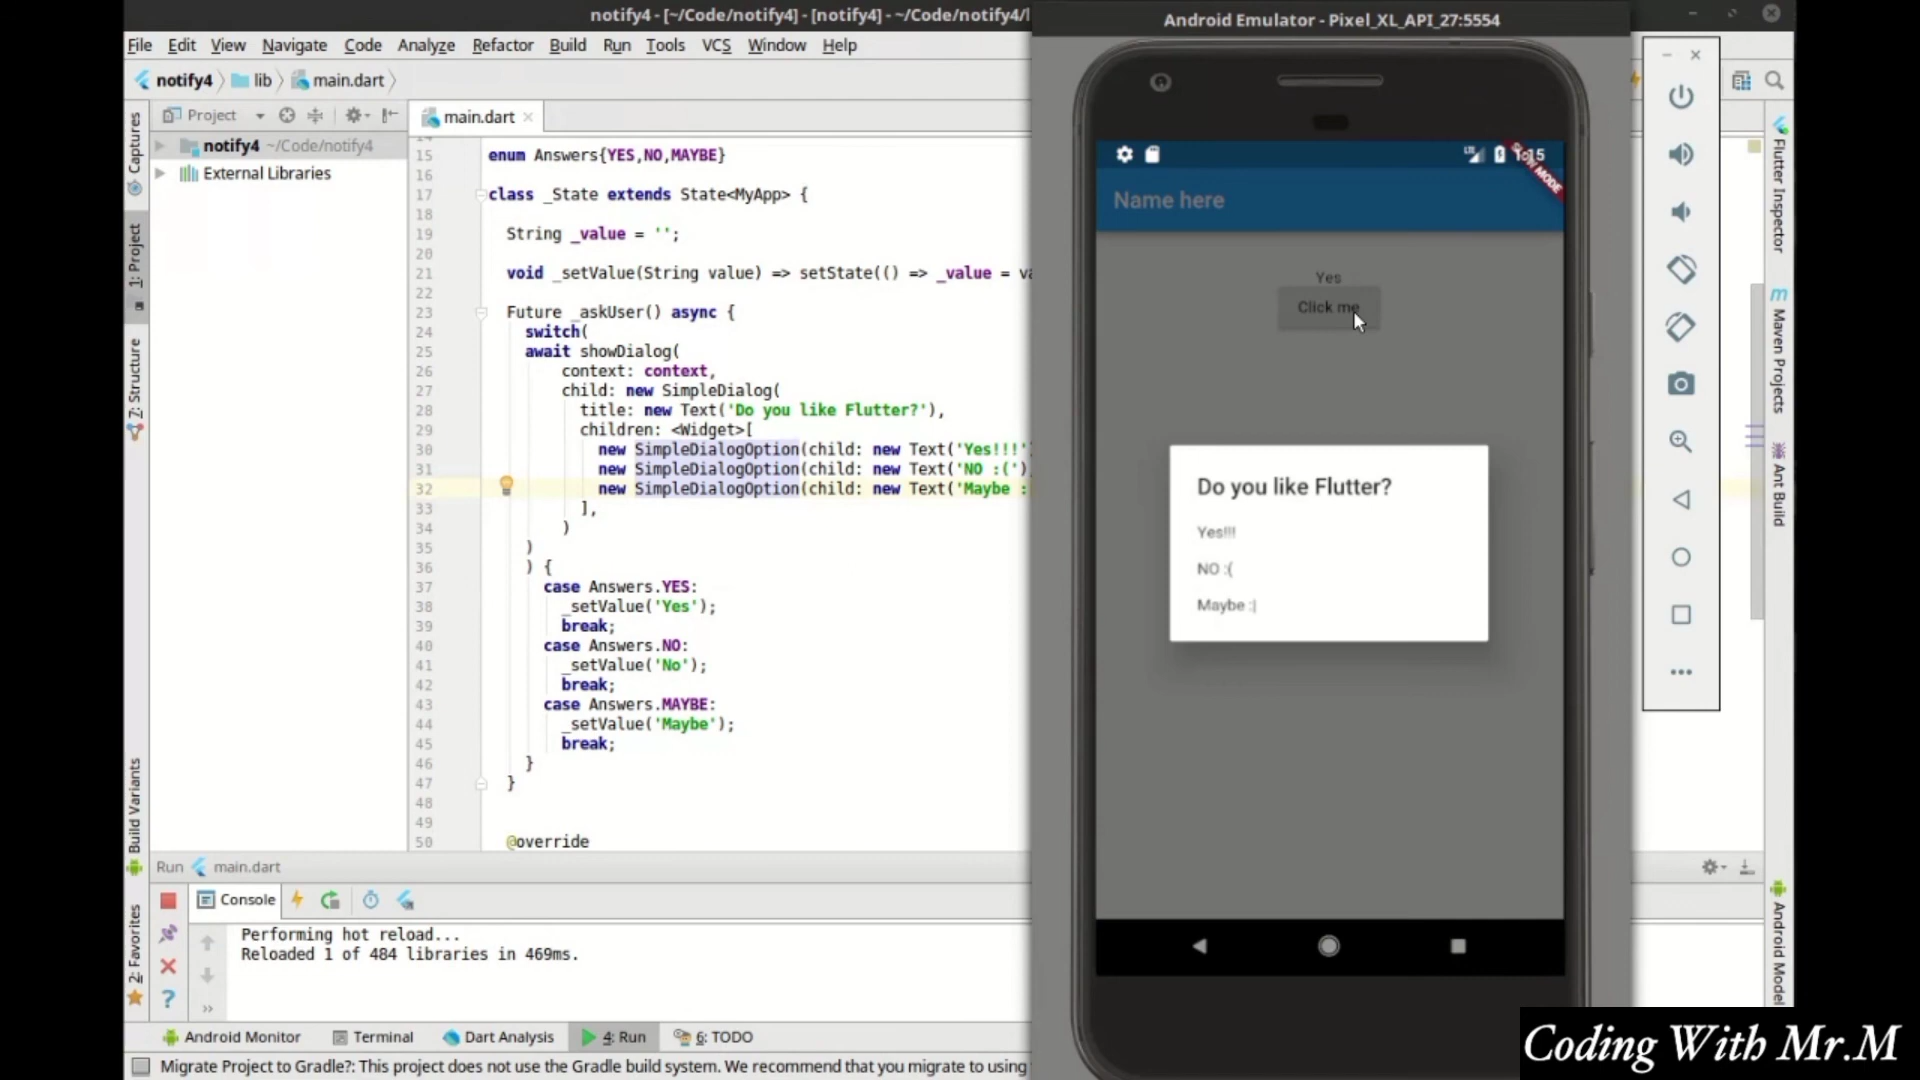 notify4 - [~/Code/notify4] - [notify4] - ~/Code/notify4/l
File Edit View Navigate Code Analyze Refactor Build Run Tools VCS Window Help
notify4 lib main.dart
Project
main.dart
notify4 ~/Code/notify4
External Libraries
Captures
1: Project
7: Structure
Build Variants
2: Favorites
15 enum Answers{YES,NO,MAYBE}
16
17 class _State extends State<MyApp> {
18
19 String _value = '';
20
21 void _setValue(String value) => setState(() => _value = va
22
23 Future _askUser() async {
24 switch(
25 await showDialog(
26 context: context,
27 child: new SimpleDialog(
28 title: new Text('Do you like Flutter?'),
29 children: <Widget>[
30 new SimpleDialogOption(child: new Text('Yes!!!'
31 new SimpleDialogOption(child: new Text('NO :(')
32 new SimpleDialogOption(child: new Text('Maybe :
33 ],
34 )
35 )
36 ) {
37 case Answers.YES:
38 _setValue('Yes');
39 break;
40 case Answers.NO:
41 _setValue('No');
42 break;
43 case Answers.MAYBE:
44 _setValue('Maybe');
45 break;
46 }
47 }
48
49
50 @override
Run main.dart
Console
Performing hot reload...
Reloaded 1 of 484 libraries in 469ms.
Android Monitor Terminal Dart Analysis 4: Run 6: TODO
Migrate Project to Gradle?: This project does not use the Gradle build system. We recommend that you migrate to using
Android Emulator - Pixel_XL_API_27:5554
LTE
SLOW MODE
Name here
Yes
Click me
Do you like Flutter?
Yes!!!
NO :(
Maybe :|
Flutter Inspector
Maven Projects
Ant Build
Android Model
Coding With Mr.M